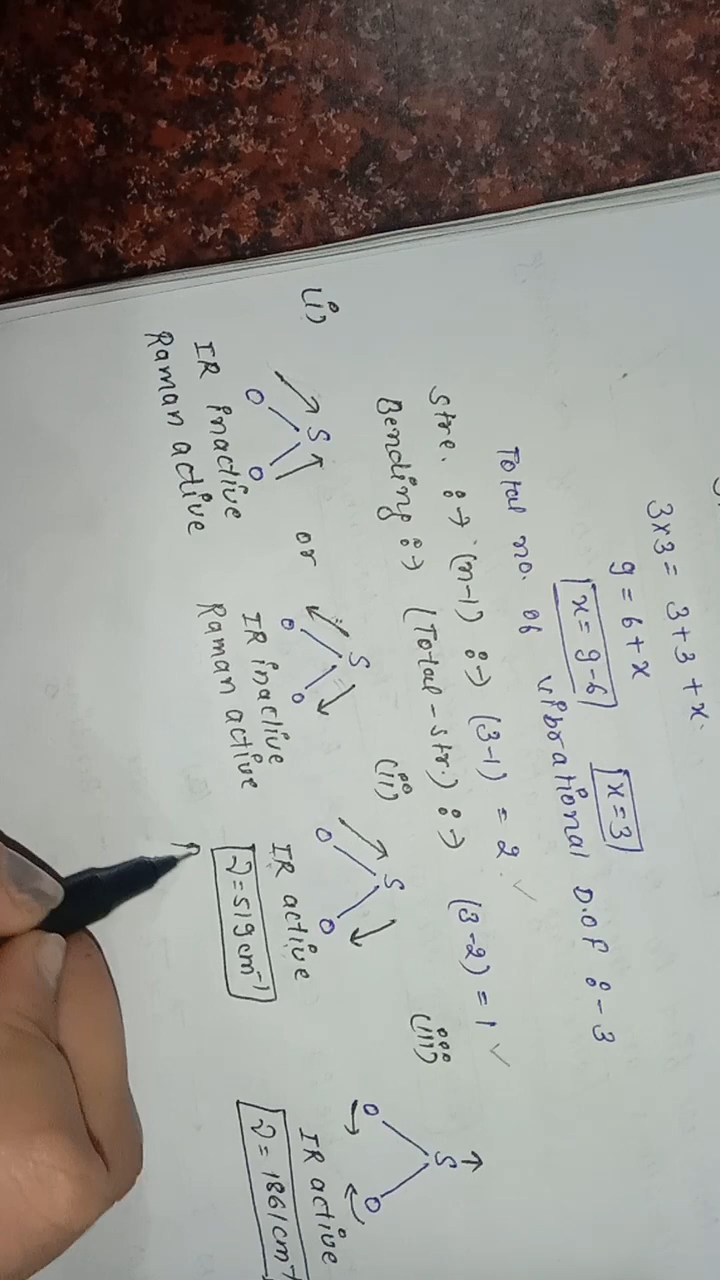 3x3 = 3+3+x.
9 = 6+x
x = 9-6 x = 3
Total no. of vibrational D.O.F :- 3
Stre. :→ (n-1) :→ (3-1) = 2 ✓
Bending :→ (Total - Str.) :→ (3-2) = 1 ✓
(i) or (ii) (iii)
S S S S
O O O O O O O O
IR inactive IR inactive IR active IR active
Raman active Raman active ν̅ = 519 cm⁻¹ ν̅ = 1861 cm⁻¹